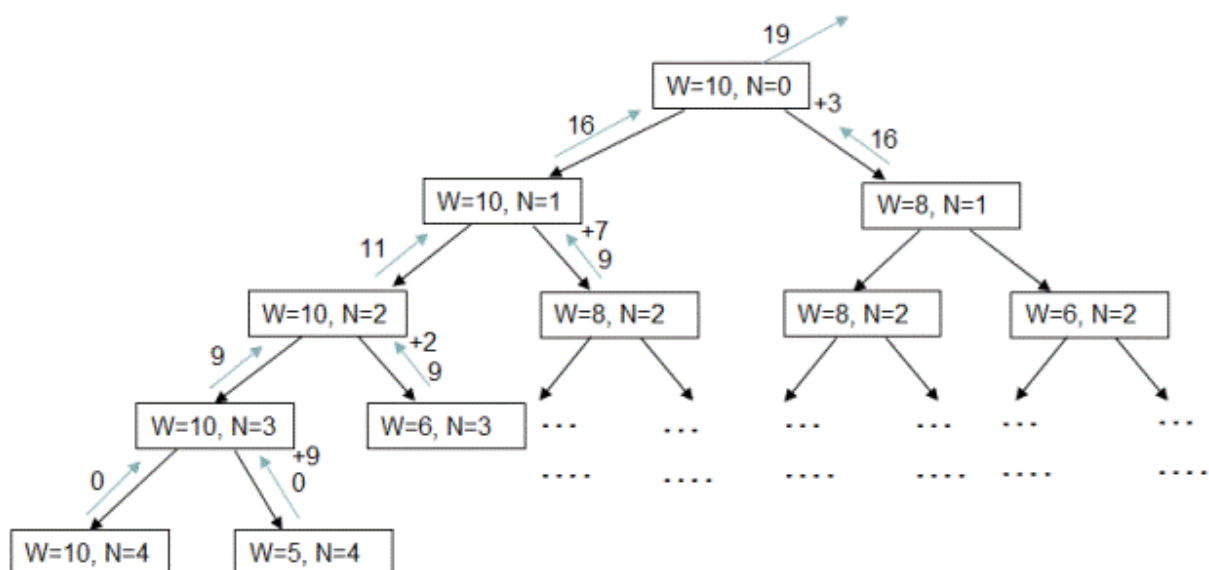 19
W=10, N=0
+3
16
16
W=10, N=1
W=8, N=1
+7
11
9
W=10, N=2
W=8, N=2
W=8, N=2
W=6, N=2
+2
9
9
W=10, N=3
W=6, N=3
... ... ... ... ... ...
+9
0
0
.... .... .... .... .... ....
W=10, N=4
W=5, N=4